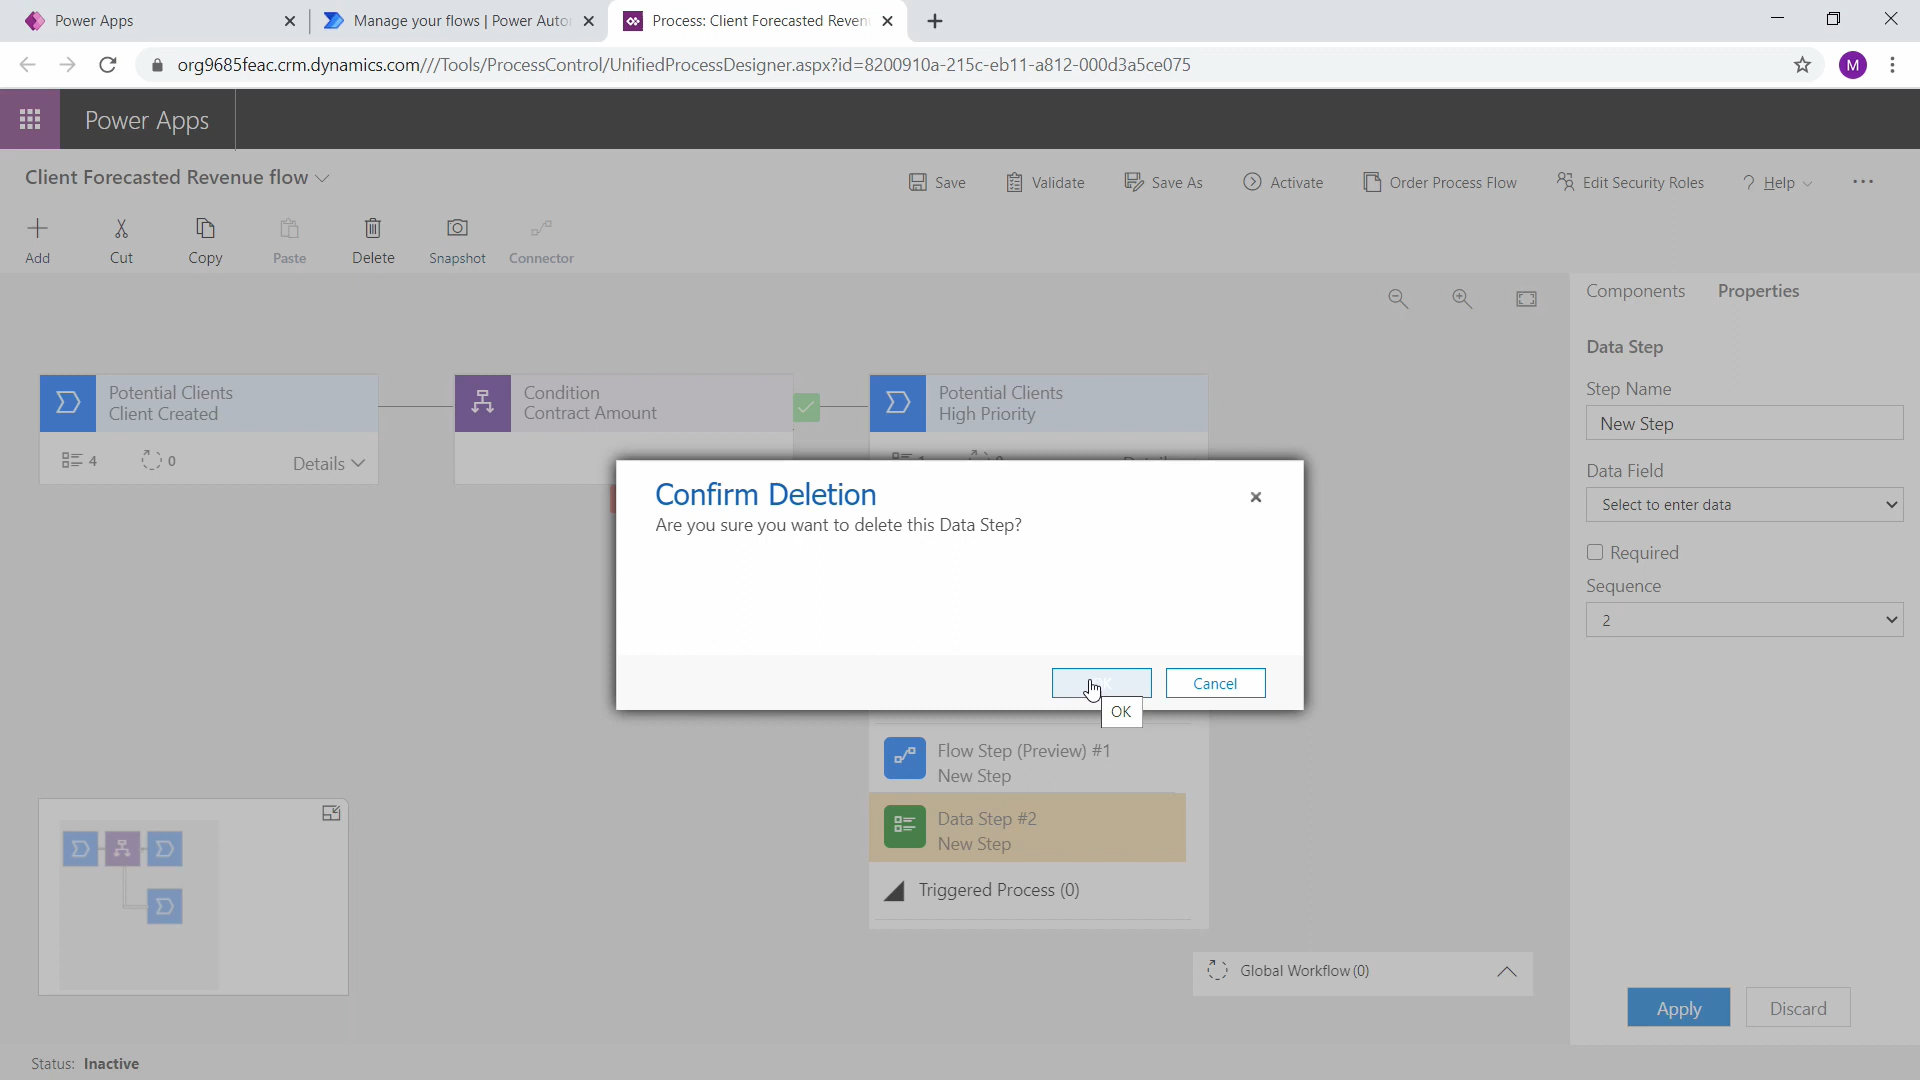 Power Apps
Manage your flows | Power Auto
Process: Client Forecasted Reven
org9685feac.crm.dynamics.com///Tools/ProcessControl/UnifiedProcessDesigner.aspx?id=8200910a-215c-eb11-a812-000d3a5ce075
M
Power Apps
Client Forecasted Revenue flow
Save
Validate
Save As
Activate
Order Process Flow
Edit Security Roles
? Help
Add
Cut
Copy
Paste
Delete
Snapshot
Connector
Components
Properties
Data Step
Step Name
New Step
Data Field
Select to enter data
Required
Sequence
2
Potential Clients
Client Created
4
0
Details
Condition
Contract Amount
Potential Clients
High Priority
Confirm Deletion
Are you sure you want to delete this Data Step?
Cancel
OK
Flow Step (Preview) #1
New Step
Data Step #2
New Step
Triggered Process (0)
Global Workflow (0)
Apply
Discard
Status: Inactive